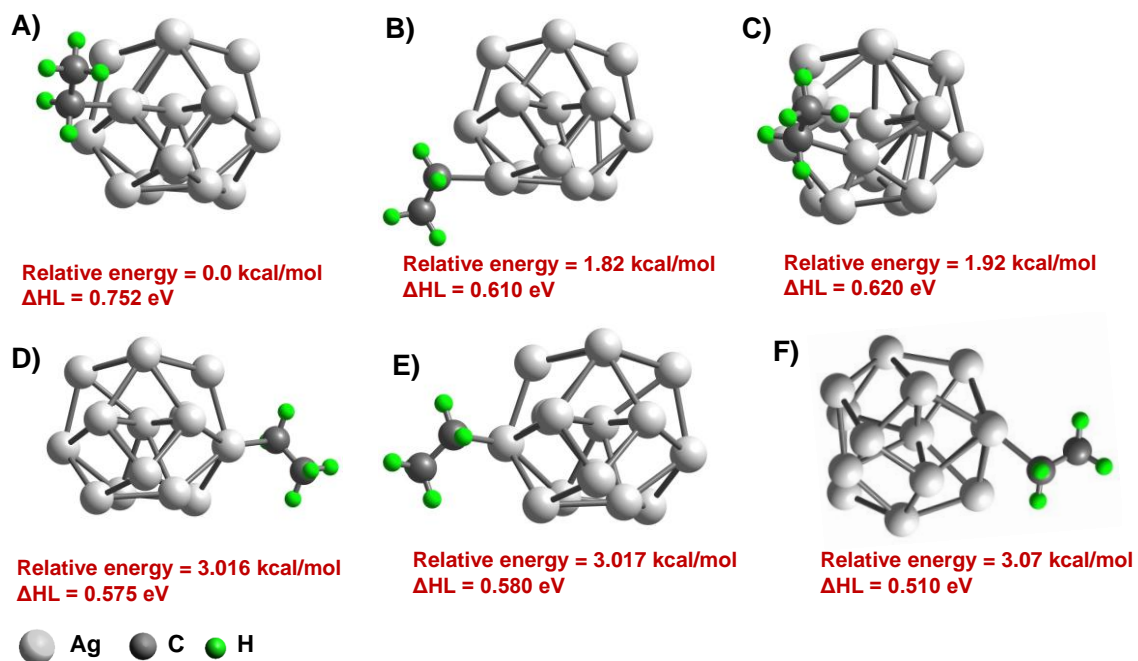 A)
B)
C)
Relative energy = 0.0 kcal/mol
ΔHL = 0.752 eV
Relative energy = 1.82 kcal/mol
ΔHL = 0.610 eV
Relative energy = 1.92 kcal/mol
ΔHL = 0.620 eV
D)
E)
F)
Relative energy = 3.016 kcal/mol
ΔHL = 0.575 eV
Relative energy = 3.017 kcal/mol
ΔHL = 0.580 eV
Relative energy = 3.07 kcal/mol
ΔHL = 0.510 eV
Ag C H